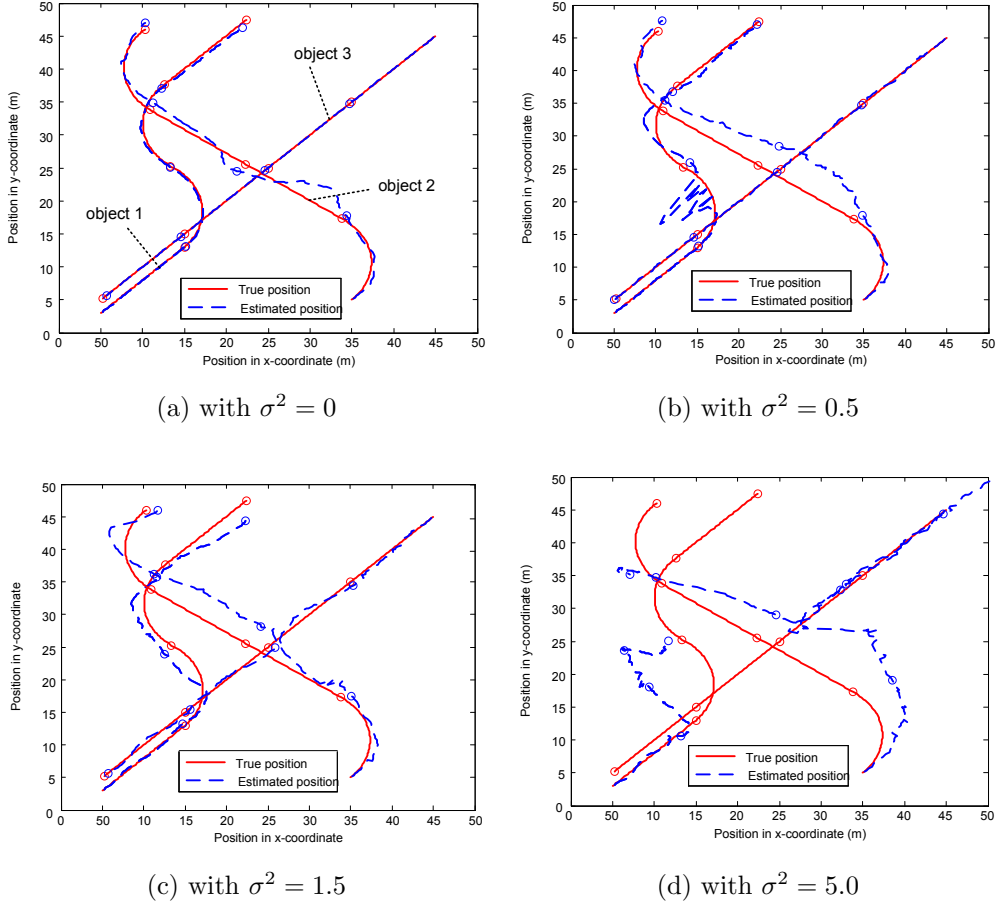 50
45
40
35
30
25
20
15
10
5
0
Position in y-coordinate (m)
object 3
object 2
object 1
True position
Estimated position
50 5 10 15 20 25 30 35 40 45 50
Position in x-coordinate (m)
(a) with σ² = 0
50
45
40
35
30
25
20
15
10
5
0
Position in y-coordinate (m)
True position
Estimated position
50 5 10 15 20 25 30 35 40 45 50
Position in x-coordinate (m)
(b) with σ² = 0.5
50
45
40
35
30
25
20
15
10
5
0
Position in y-coordinate
True position
Estimated position
50 5 10 15 20 25 30 35 40 45 50
Position in x-coordinate
(c) with σ² = 1.5
50
45
40
35
30
25
20
15
10
5
0
Position in y-coordinate (m)
True position
Estimated position
0 5 10 15 20 25 30 35 40 45 50
Position in x-coordinate (m)
(d) with σ² = 5.0